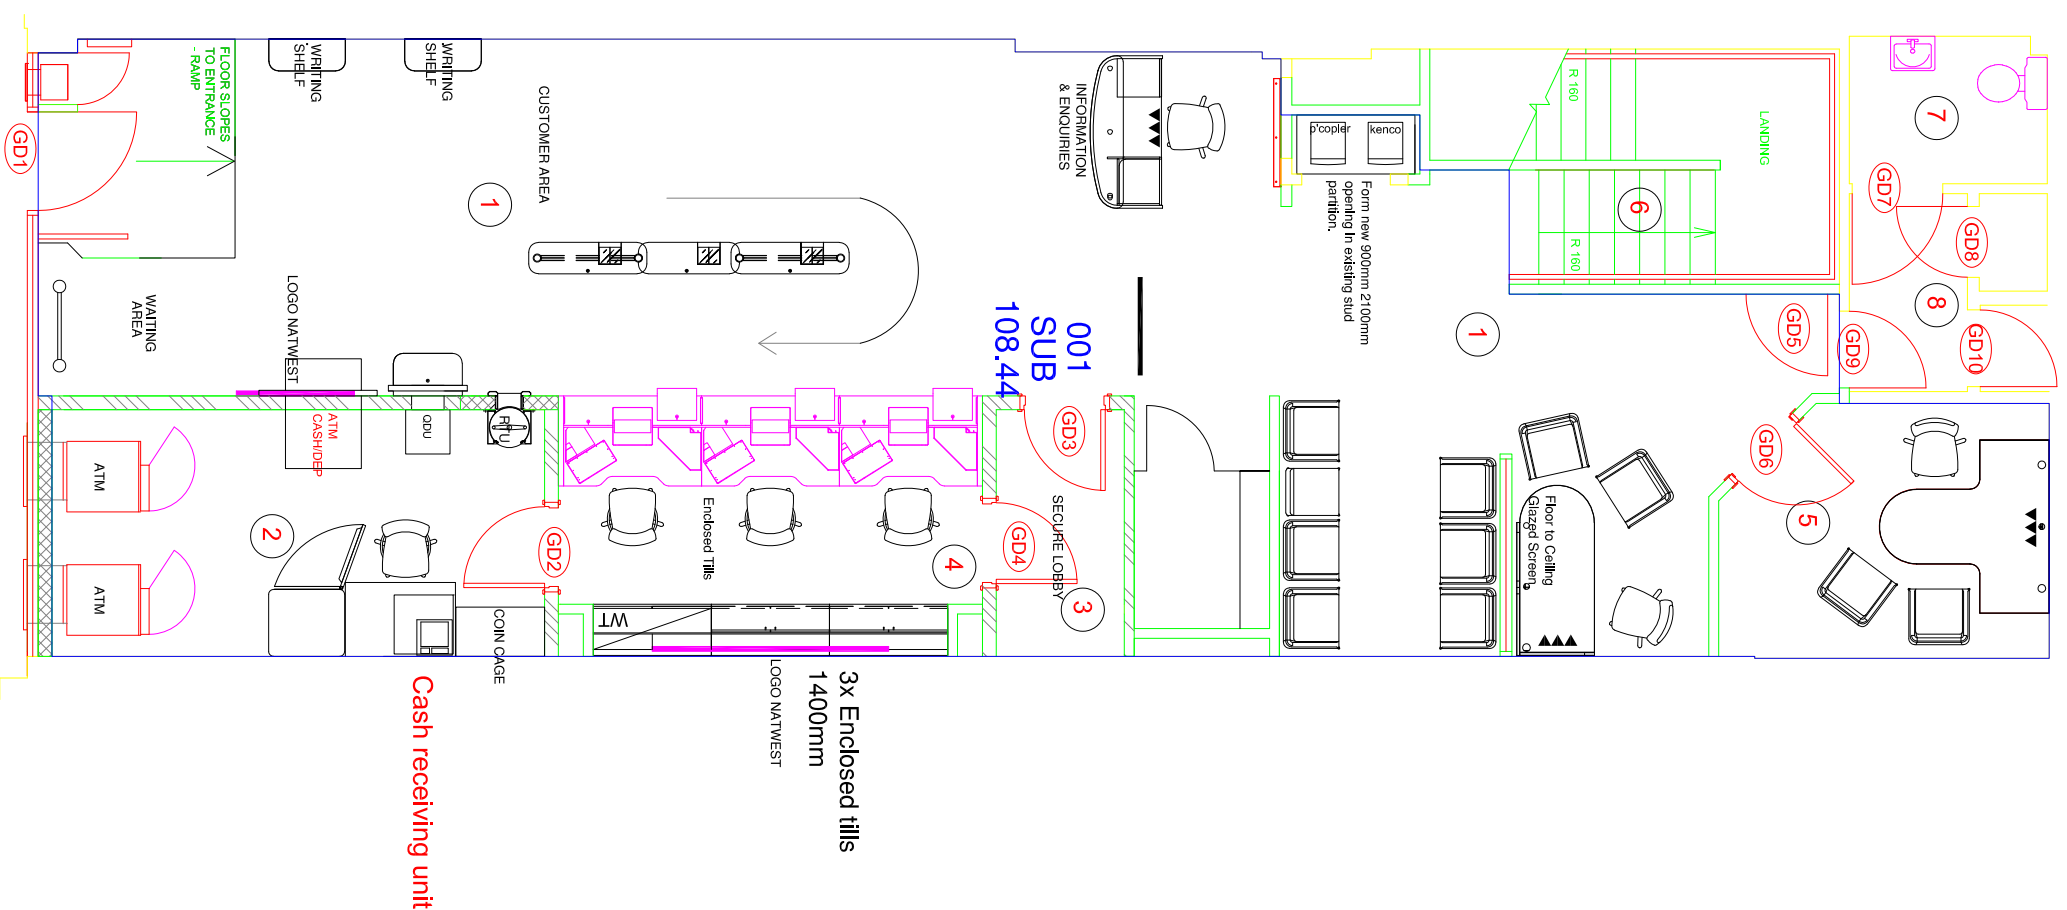 GD1
FLOOR SLOPES
TO ENTRANCE
- RAMP
WRITING
SHELF
WRITING
SHELF
CUSTOMER AREA
1
WAITING
AREA
LOGO NATWEST
ATM
CASH/DEP
QDU
RTU
ATM
ATM
2
GD2
COIN CAGE
Cash receiving unit
Enclosed Tills
WT
LOGO NATWEST
3x Enclosed tills
1400mm
4
GD4
SECURE LOBBY
3
GD3
001
SUB
108.44
INFORMATION
& ENQUIRIES
p'copier
kenco
Form new 900mm 2100mm
opening in existing stud
partition.
1
R 160
R 160
6
LANDING
GD5
GD6
Floor to Ceiling
Glazed Screen
5
7
GD7
GD8
8
GD9
GD10